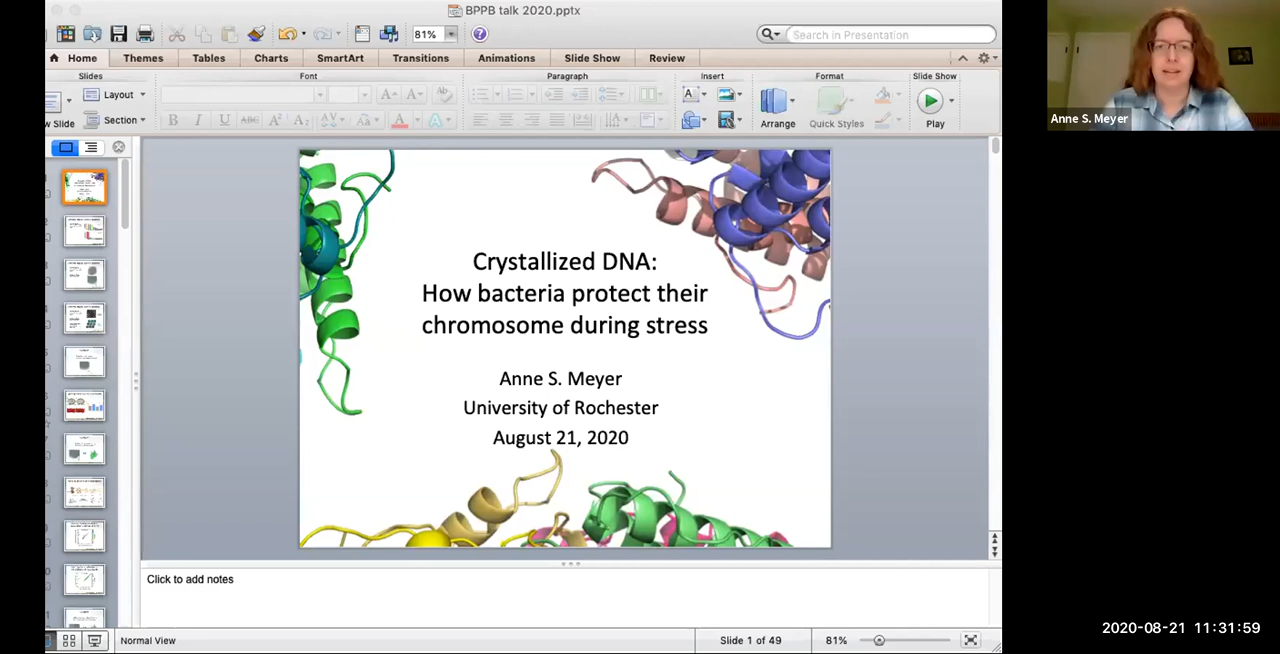 BPPB talk 2020.pptx
81%
Search in Presentation
Home Themes Tables Charts SmartArt Transitions Animations Slide Show Review
Slides Font Paragraph Insert Format Slide Show
Layout
Section
Arrange Quick Styles Play
B I U ABC
Anne S. Meyer
Crystallized DNA:
How bacteria protect their
chromosome during stress
Anne S. Meyer
University of Rochester
August 21, 2020
Click to add notes
Normal View Slide 1 of 49 81%
2020-08-21 11:31:59